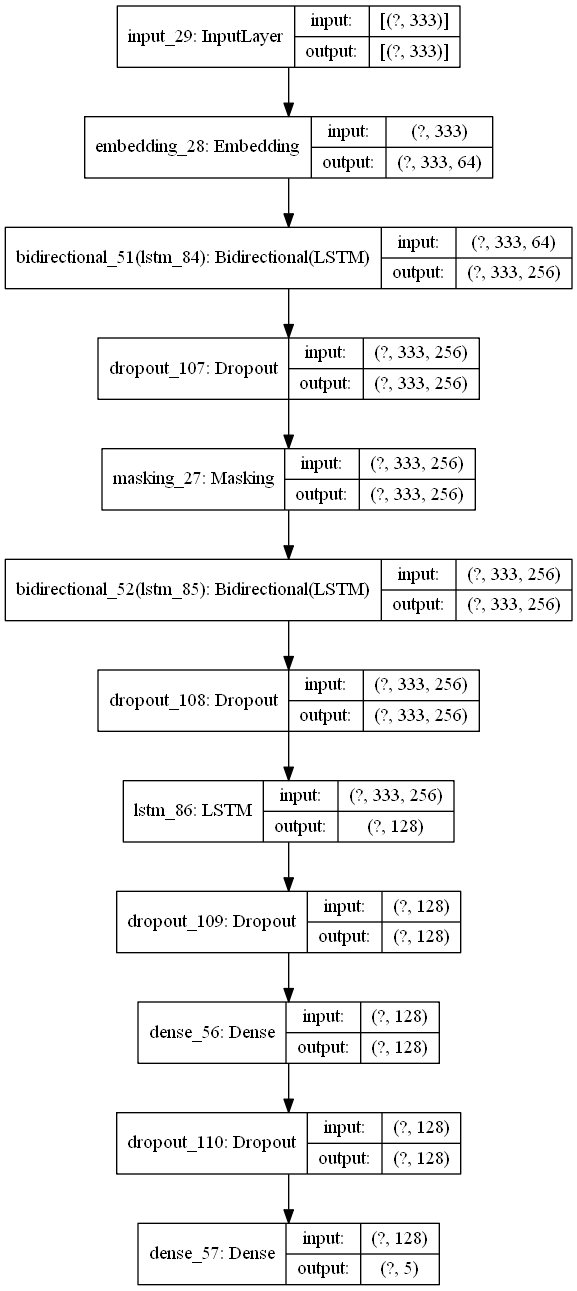 input_29: InputLayer
input: [(?, 333)]
output: [(?, 333)]
embedding_28: Embedding
input: (?, 333)
output: (?, 333, 64)
bidirectional_51(lstm_84): Bidirectional(LSTM)
input: (?, 333, 64)
output: (?, 333, 256)
dropout_107: Dropout
input: (?, 333, 256)
output: (?, 333, 256)
masking_27: Masking
input: (?, 333, 256)
output: (?, 333, 256)
bidirectional_52(lstm_85): Bidirectional(LSTM)
input: (?, 333, 256)
output: (?, 333, 256)
dropout_108: Dropout
input: (?, 333, 256)
output: (?, 333, 256)
lstm_86: LSTM
input: (?, 333, 256)
output: (?, 128)
dropout_109: Dropout
input: (?, 128)
output: (?, 128)
dense_56: Dense
input: (?, 128)
output: (?, 128)
dropout_110: Dropout
input: (?, 128)
output: (?, 128)
dense_57: Dense
input: (?, 128)
output: (?, 5)